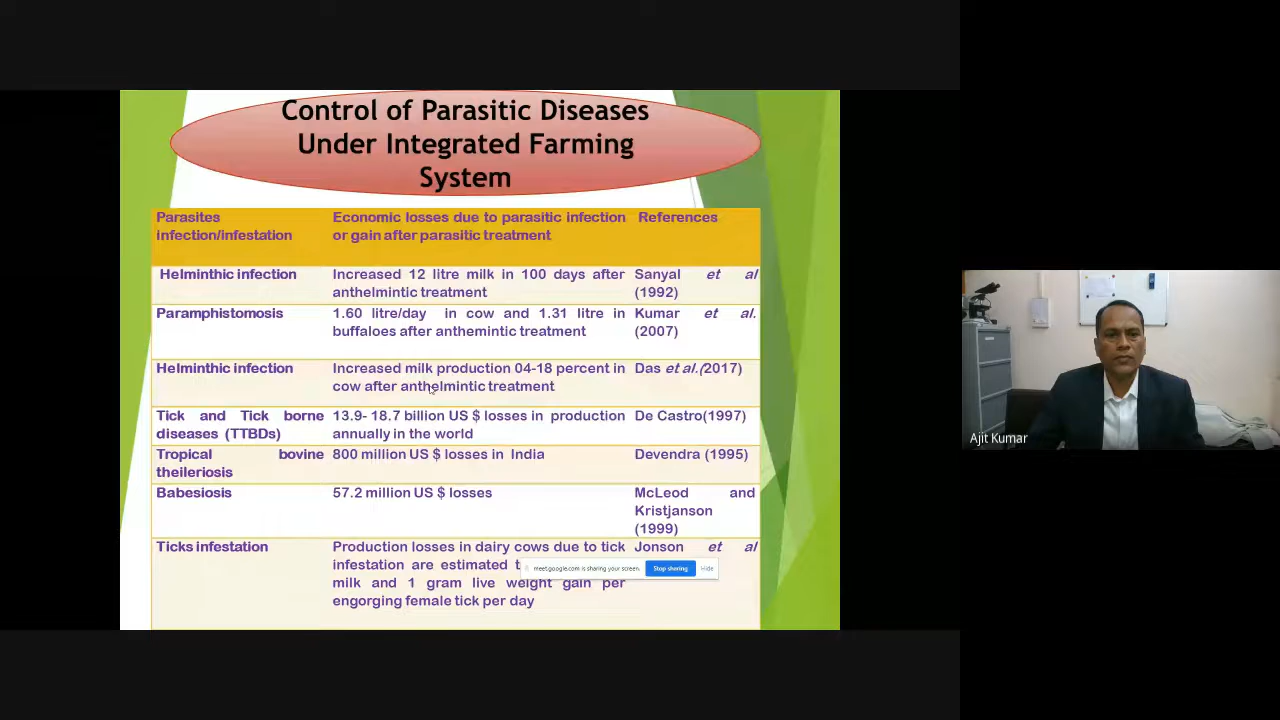 Control of Parasitic Diseases
Under Integrated Farming
System
Parasites
infection/infestation
Economic losses due to parasitic infection
or gain after parasitic treatment
References
Helminthic infection
Increased 12 litre milk in 100 days after
anthelmintic treatment
Sanyal et al
(1992)
Paramphistomosis
1.60 litre/day in cow and 1.31 litre in
buffaloes after anthemintic treatment
Kumar et al.
(2007)
Helminthic infection
Increased milk production 04-18 percent in
cow after anthelmintic treatment
Das et al.(2017)
Tick and Tick borne
diseases (TTBDs)
13.9- 18.7 billion US $ losses in production
annually in the world
De Castro(1997)
Tropical bovine
theileriosis
800 million US $ losses in India
Devendra (1995)
Babesiosis
57.2 million US $ losses
McLeod and
Kristjanson
(1999)
Ticks infestation
Production losses in dairy cows due to tick
infestation are estimated
milk and 1 gram live weight gain per
engorging female tick per day
Jonson et al
meet.google.com is sharing your screen.
Stop sharing
Hide
Ajit Kumar